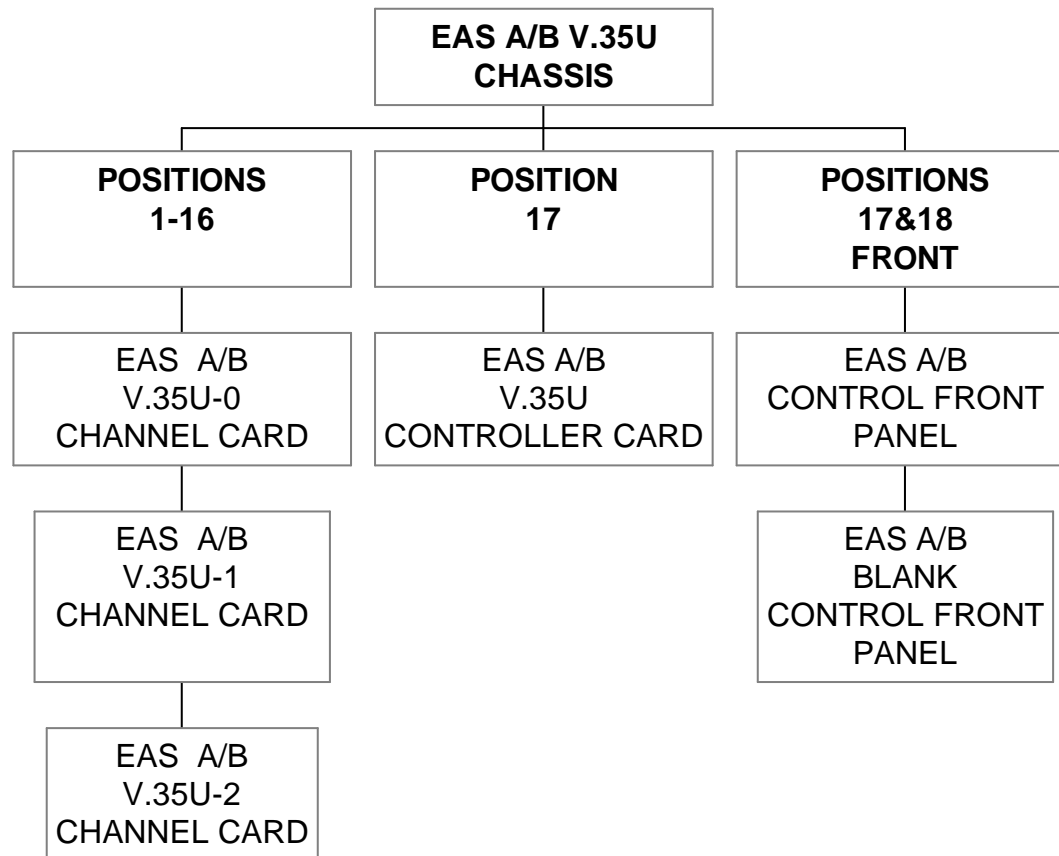 EAS A/B V.35U
CHASSIS
POSITIONS
1-16
POSITION
17
POSITIONS
17&18
FRONT
EAS A/B
V.35U-0
CHANNEL CARD
EAS A/B
V.35U
CONTROLLER CARD
EAS A/B
CONTROL FRONT
PANEL
EAS A/B
V.35U-1
CHANNEL CARD
EAS A/B
BLANK
CONTROL FRONT
PANEL
EAS A/B
V.35U-2
CHANNEL CARD